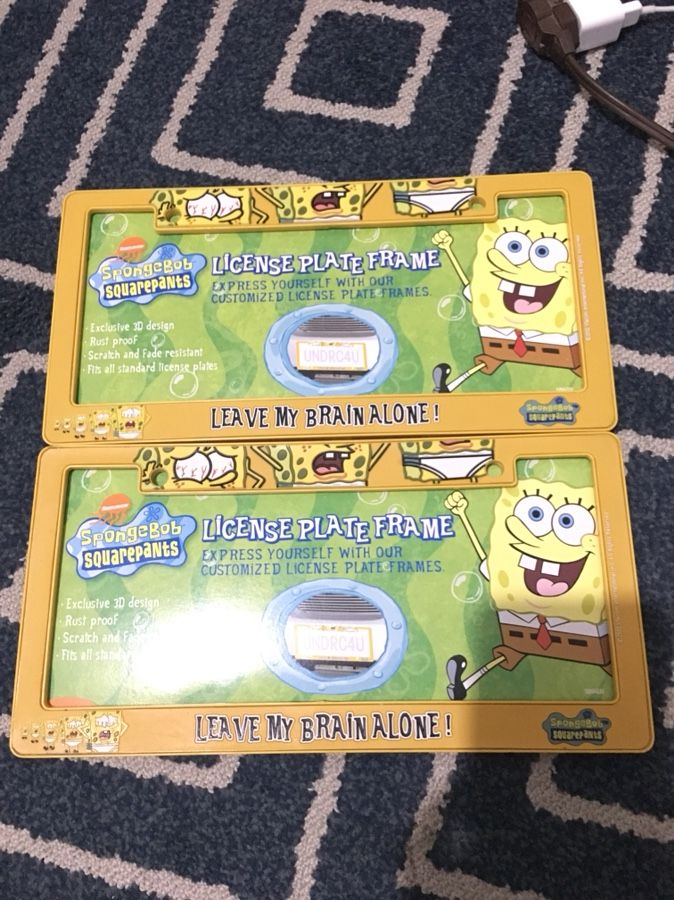 NICKELODEON
SpongeBob
SQUAREPANTS
LICENSE PLATE FRAME
EXPRESS YOURSELF WITH OUR
CUSTOMIZED LICENSE PLATE FRAMES.
· Exclusive 3D design
· Rust proof
· Scratch and Fade resistant
· Fits all standard license plates
UNDRC4U
LEAVE MY BRAIN ALONE!
SpongeBob
SQUAREPANTS
NICKELODEON
SpongeBob
SQUAREPANTS
LICENSE PLATE FRAME
EXPRESS YOURSELF WITH OUR
CUSTOMIZED LICENSE PLATE FRAMES.
· Exclusive 3D design
· Rust proof
· Scratch and
· Fits all
UNDRC4U
LEAVE MY BRAIN ALONE!
SpongeBob
SQUAREPANTS